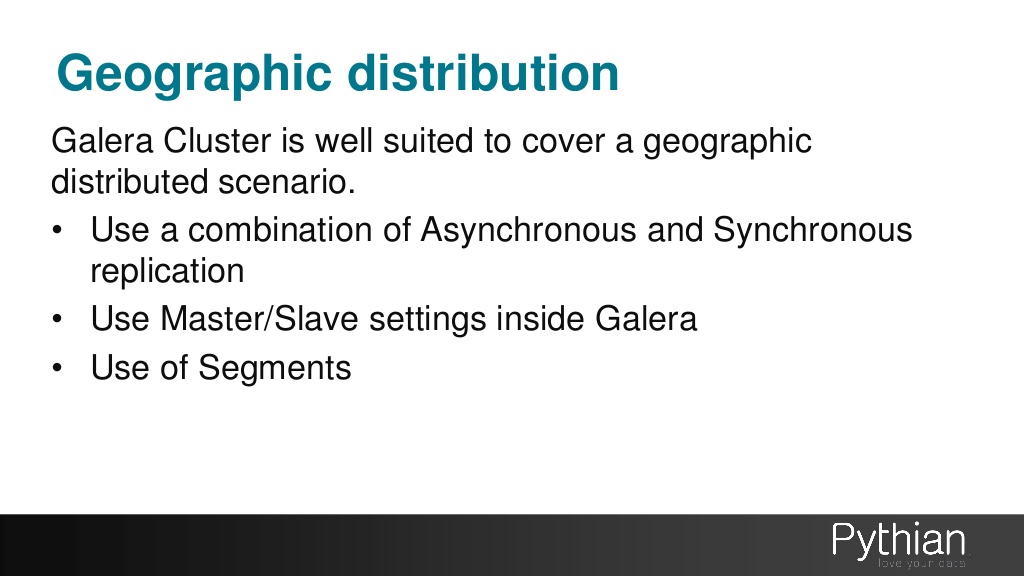 Geographic distribution
Galera Cluster is well suited to cover a geographic
distributed scenario.
• Use a combination of Asynchronous and Synchronous
replication
• Use Master/Slave settings inside Galera
• Use of Segments
Pythian
love your data